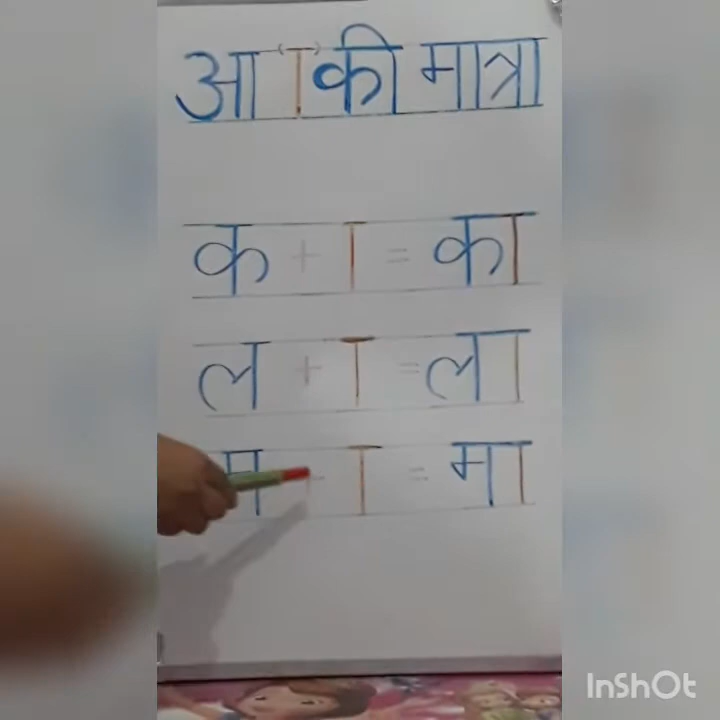 आ (ा) की मात्रा
क + ा = का
ल + ा = ला
म + ा = मा
InShOt